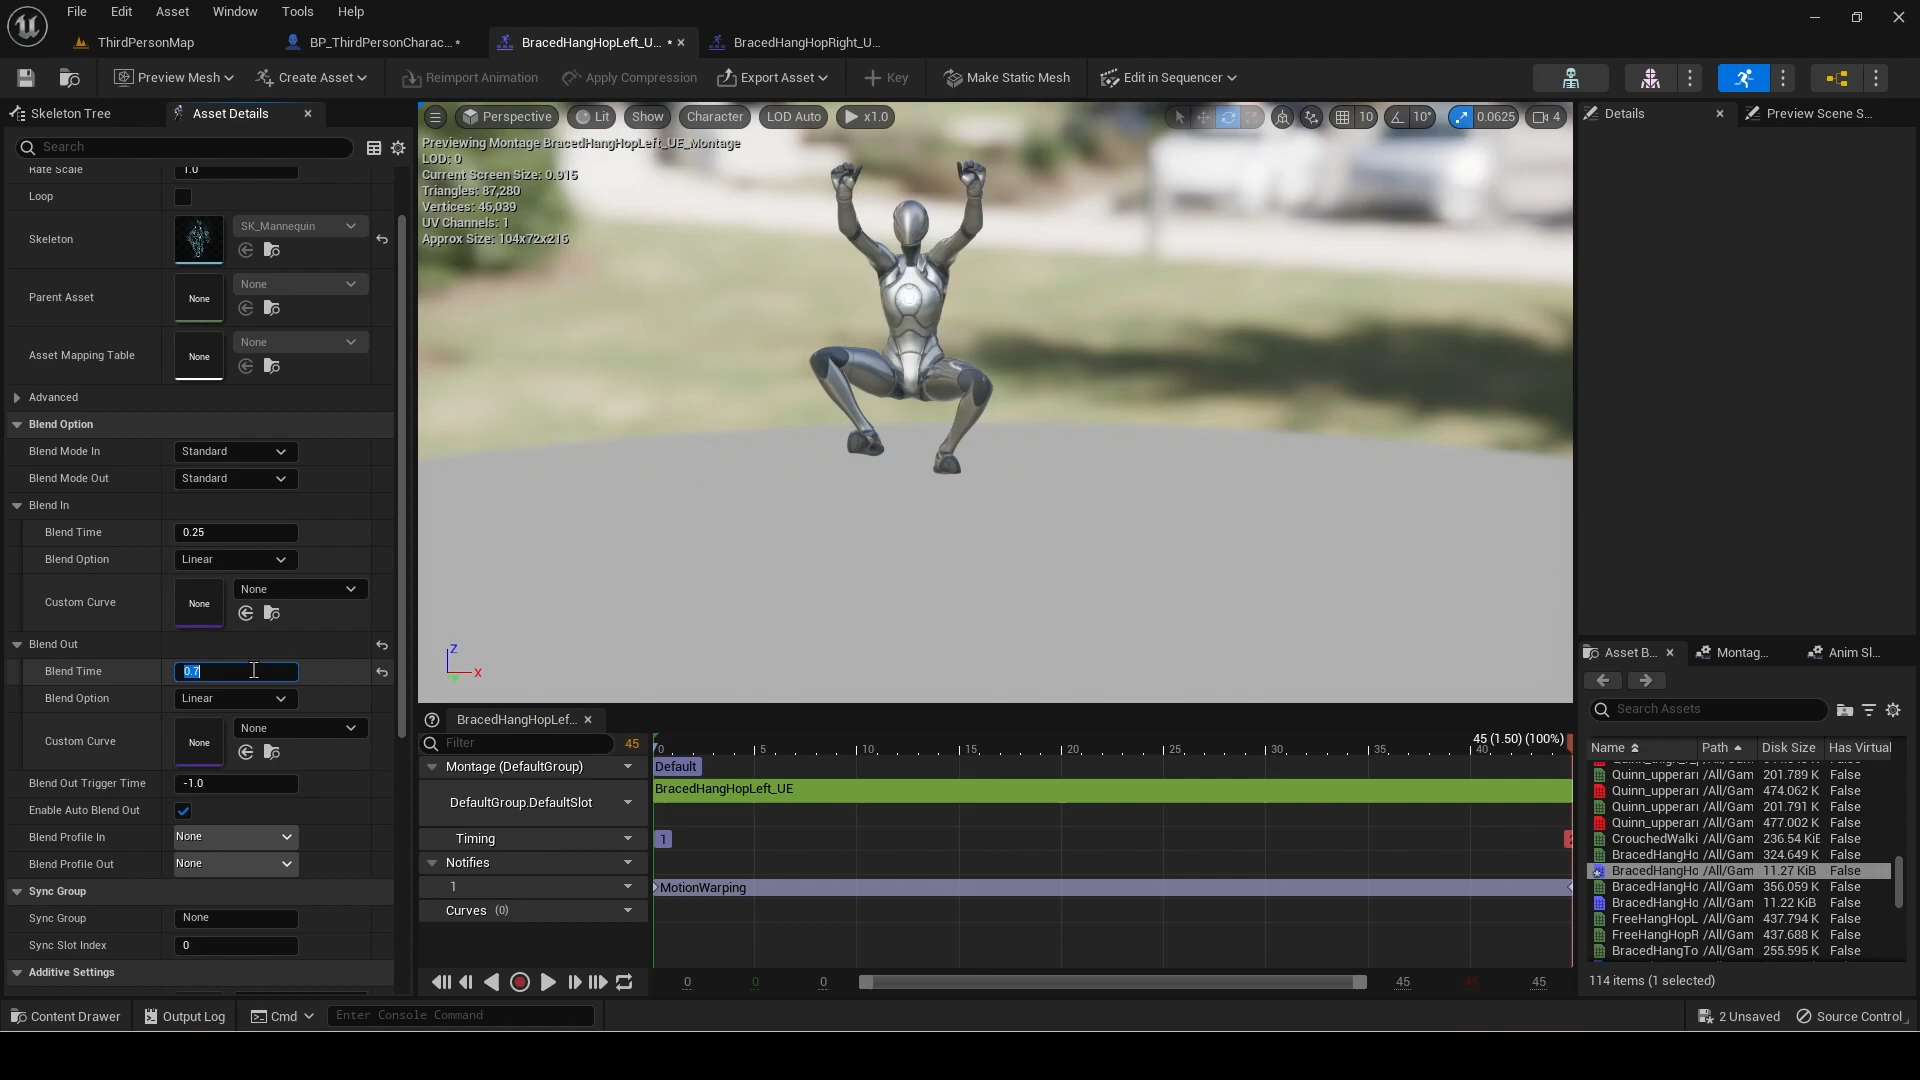 File Edit Asset Window Tools Help
ThirdPersonMap
BP_ThirdPersonCharac... *
BracedHangHopLeft_U... *
BracedHangHopRight_U...
Preview Mesh
Create Asset
Reimport Animation
Apply Compression
Export Asset
Key
Make Static Mesh
Edit in Sequencer
Skeleton Tree
Asset Details
Search
Rate Scale 1.0
Loop
Skeleton SK_Mannequin
Parent Asset None None
Asset Mapping Table None None
Advanced
Blend Option
Blend Mode In Standard
Blend Mode Out Standard
Blend In
Blend Time 0.25
Blend Option Linear
Custom Curve None None
Blend Out
Blend Time 0.7
Blend Option Linear
Custom Curve None None
Blend Out Trigger Time -1.0
Enable Auto Blend Out
Blend Profile In None
Blend Profile Out None
Sync Group
Sync Group None
Sync Slot Index 0
Additive Settings
Perspective Lit Show Character LOD Auto x1.0
10 10° 0.0625 4
Previewing Montage BracedHangHopLeft_UE_Montage
LOD: 0
Current Screen Size: 0.915
Triangles: 87,280
Vertices: 46,039
UV Channels: 1
Approx Size: 104x72x216
Z
X
BracedHangHopLef...
Filter 45
0 5 10 15 20 25 30 35 40
45 (1.50) (100%)
Montage (DefaultGroup) Default
BracedHangHopLeft_UE
DefaultGroup.DefaultSlot
Timing 1
Notifies
1 MotionWarping
Curves (0)
0 0 0 45 45 45
Details
Preview Scene S...
Asset B... Montag... Anim Sl...
Search Assets
Name Path Disk Size Has Virtual
Quinn_upperarı /All/Gam 201.789 K False
Quinn_upperarı /All/Gam 474.062 K False
Quinn_upperarı /All/Gam 201.791 K False
Quinn_upperarı /All/Gam 477.002 K False
CrouchedWalki /All/Gam 236.54 KiE False
BracedHangHo /All/Gam 324.649 K False
BracedHangHo /All/Gam 11.27 KiB False
BracedHangHo /All/Gam 356.059 K False
BracedHangHo /All/Gam 11.22 KiB False
FreeHangHopL /All/Gam 437.794 K False
FreeHangHopR /All/Gam 437.688 K False
BracedHangTo /All/Gam 255.595 K False
114 items (1 selected)
Content Drawer
Output Log
Cmd
Enter Console Command
2 Unsaved
Source Control